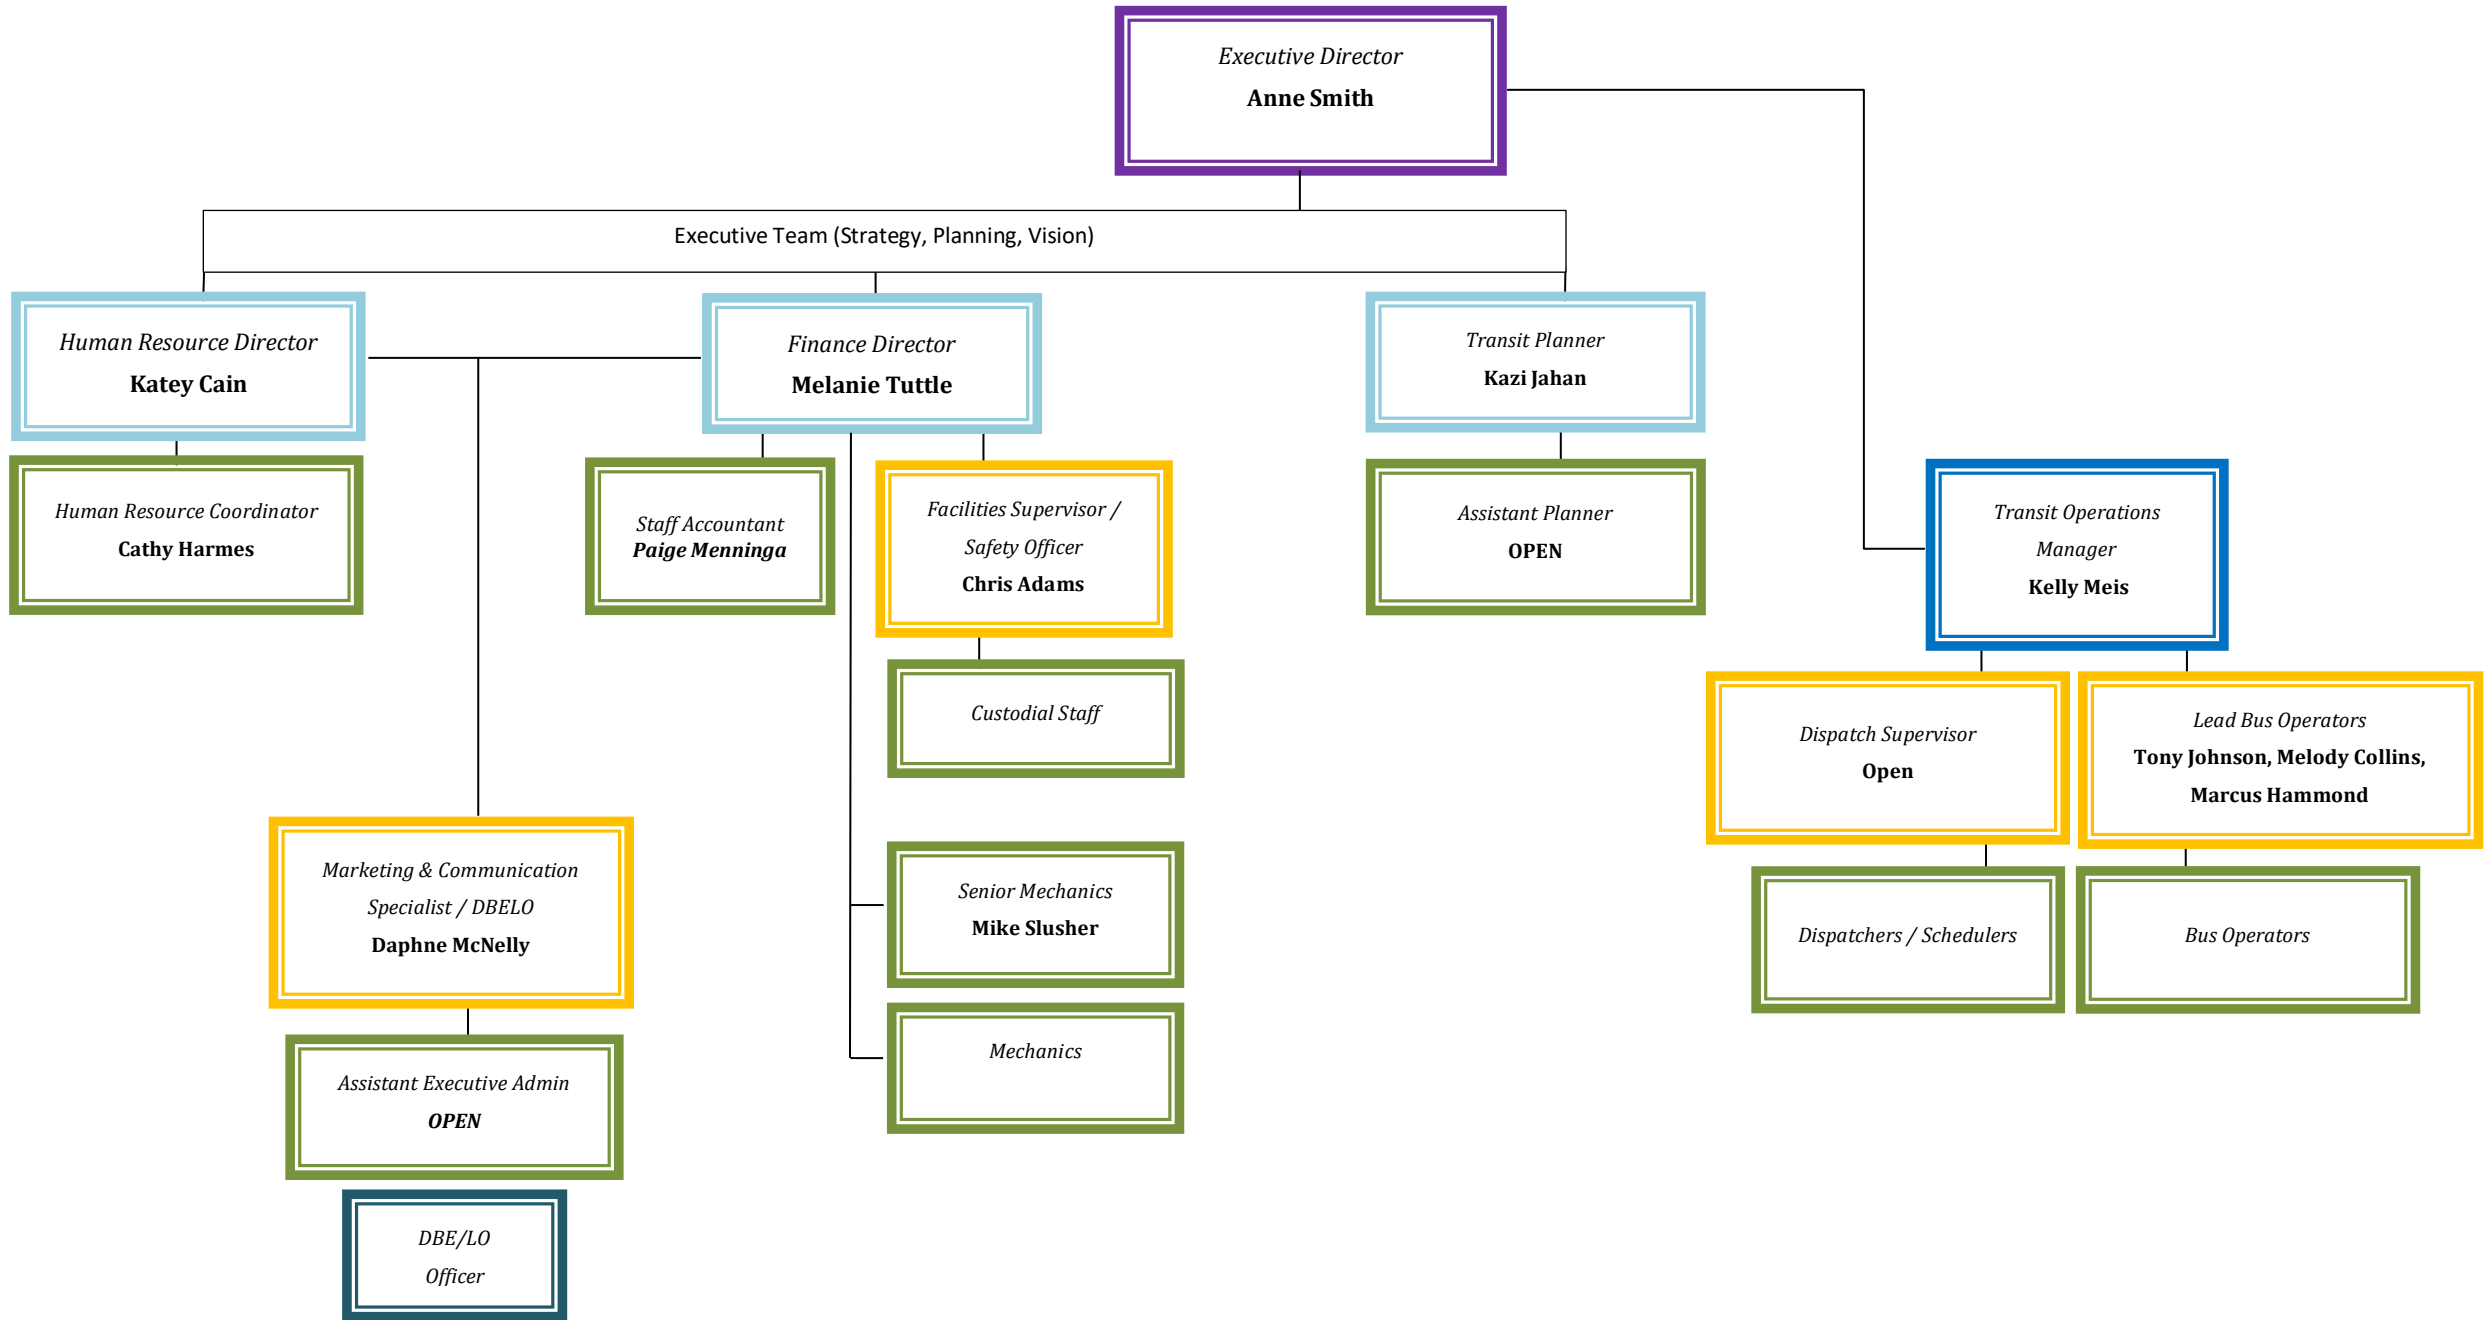 Executive Director
Anne Smith
Executive Team (Strategy, Planning, Vision)
Human Resource Director
Katey Cain
Finance Director
Melanie Tuttle
Transit Planner
Kazi Jahan
Human Resource Coordinator
Cathy Harmes
Staff Accountant
Paige Menninga
Facilities Supervisor /
Safety Officer
Chris Adams
Assistant Planner
OPEN
Transit Operations
Manager
Kelly Meis
Custodial Staff
Dispatch Supervisor
Open
Lead Bus Operators
Tony Johnson, Melody Collins,
Marcus Hammond
Marketing & Communication
Specialist / DBELO
Daphne McNelly
Senior Mechanics
Mike Slusher
Dispatchers / Schedulers
Bus Operators
Mechanics
Assistant Executive Admin
OPEN
DBE/LO
Officer